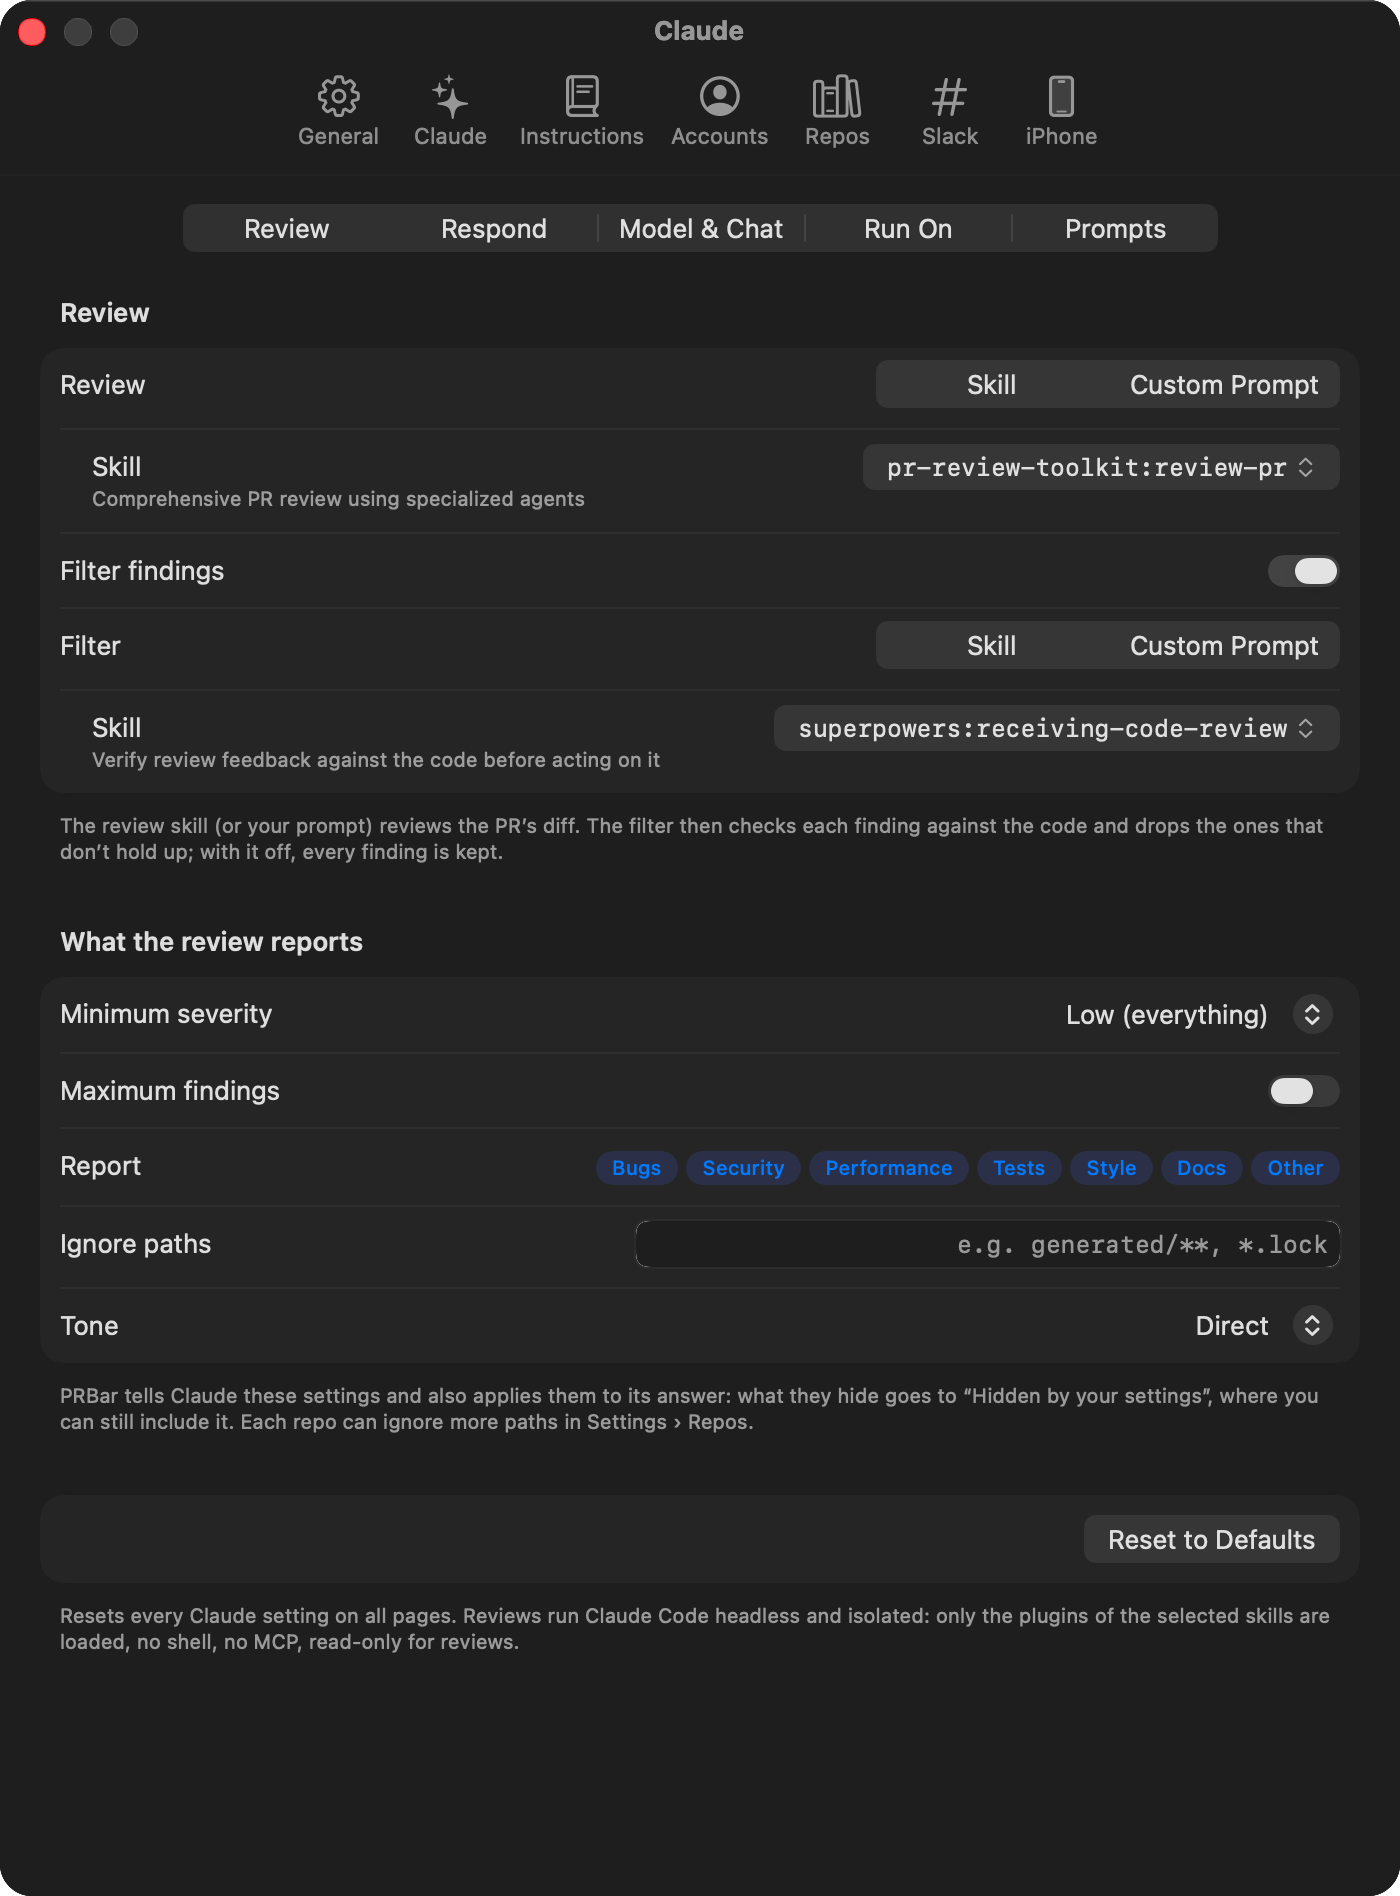 Claude
General
Claude
Instructions
Accounts
Repos
Slack
iPhone
Review
Respond
Model & Chat
Run On
Prompts
Review
Review
Skill
Custom Prompt
Skill
pr-review-toolkit:review-pr
Comprehensive PR review using specialized agents
Filter findings
Filter
Skill
Custom Prompt
Skill
superpowers:receiving-code-review
Verify review feedback against the code before acting on it
The review skill (or your prompt) reviews the PR’s diff. The filter then checks each finding against the code and drops the ones that
don’t hold up; with it off, every finding is kept.
What the review reports
Minimum severity
Low (everything)
Maximum findings
Report
Bugs
Security
Performance
Tests
Style
Docs
Other
Ignore paths
e.g. generated/**, *.lock
Tone
Direct
PRBar tells Claude these settings and also applies them to its answer: what they hide goes to “Hidden by your settings”, where you
can still include it. Each repo can ignore more paths in Settings › Repos.
Reset to Defaults
Resets every Claude setting on all pages. Reviews run Claude Code headless and isolated: only the plugins of the selected skills are
loaded, no shell, no MCP, read-only for reviews.